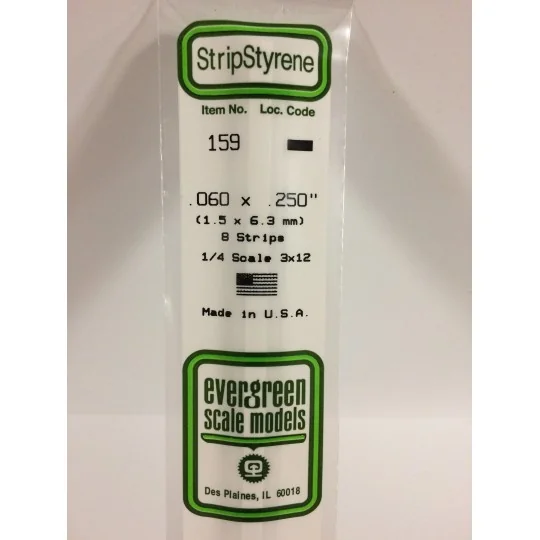 StripStyrene
Item No. Loc. Code
159
.060 x .250"
(1.5 x 6.3 mm)
8 Strips
1/4 Scale 3x12
Made in U.S.A.
evergreen
scale models
Des Plaines, IL 60018